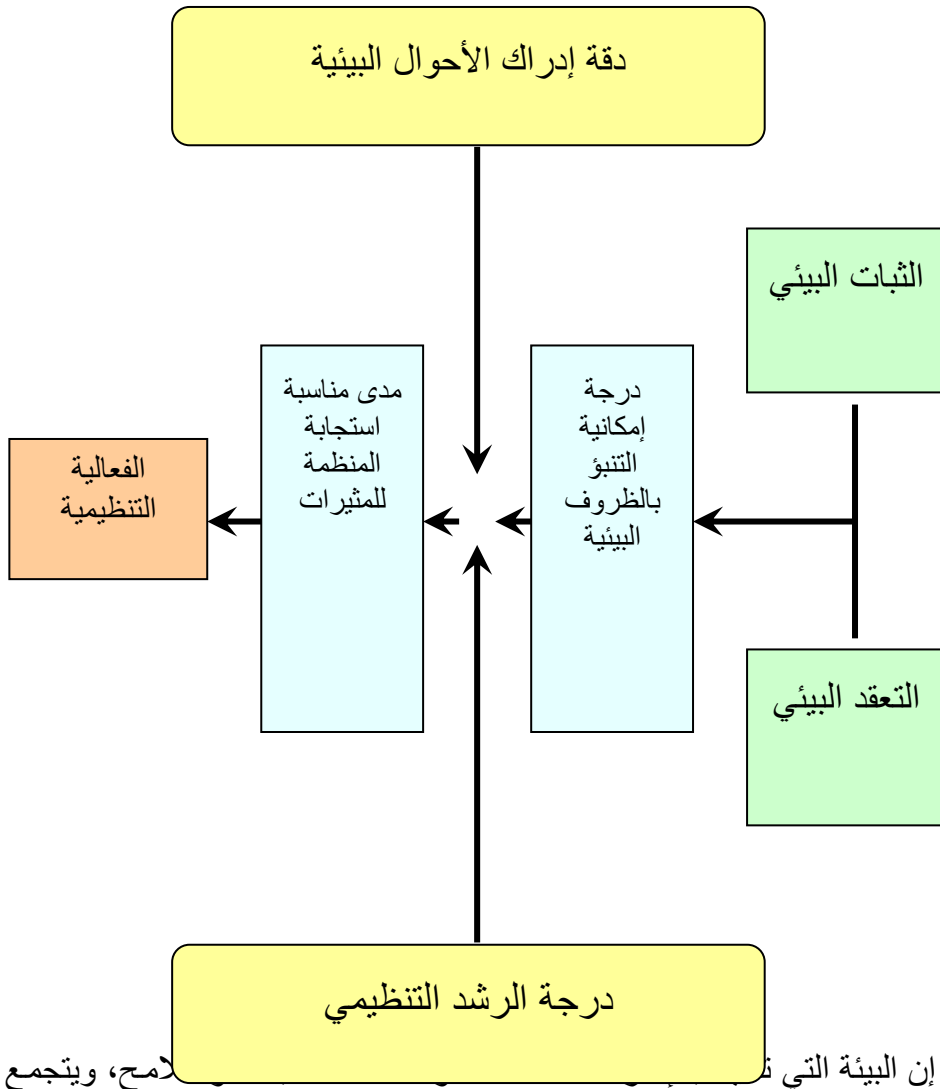 دقة إدراك الأحوال البيئية
الثبات البيئي
درجة
إمكانية
التنبؤ
بالظروف
البيئية
مدى مناسبة
استجابة
المنظمة
للمثيرات
الفعالية
التنظيمية
التعقد البيئي
درجة الرشد التنظيمي
إن البيئة التي
ويتجمع